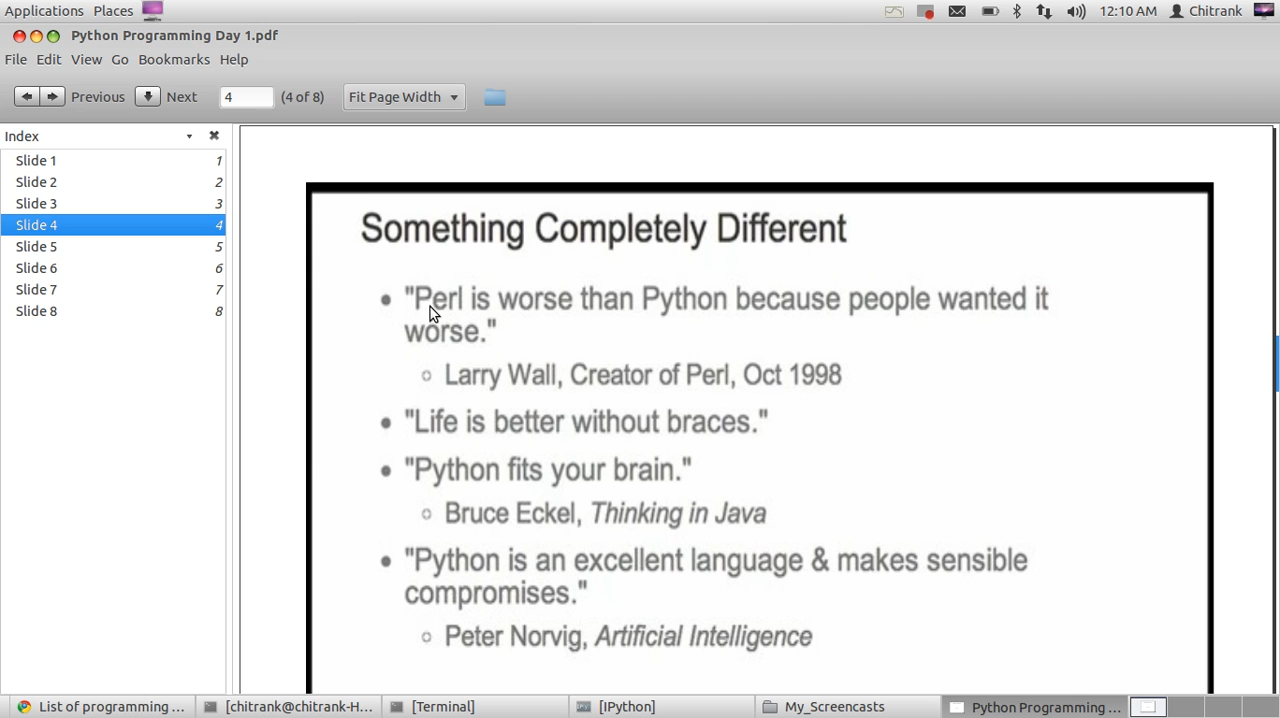 Applications Places 12:10 AM Chitrank
Python Programming Day 1.pdf
File Edit View Go Bookmarks Help
Previous Next 4 (4 of 8) Fit Page Width
Index
Slide 1 1
Slide 2 2
Slide 3 3
Slide 4 4
Slide 5 5
Slide 6 6
Slide 7 7
Slide 8 8
Something Completely Different
• "Perl is worse than Python because people wanted it
worse."
○ Larry Wall, Creator of Perl, Oct 1998
• "Life is better without braces."
• "Python fits your brain."
○ Bruce Eckel, Thinking in Java
• "Python is an excellent language & makes sensible
compromises."
○ Peter Norvig, Artificial Intelligence
List of programming ... [chitrank@chitrank-H... [Terminal] [IPython] My_Screencasts Python Programming ...